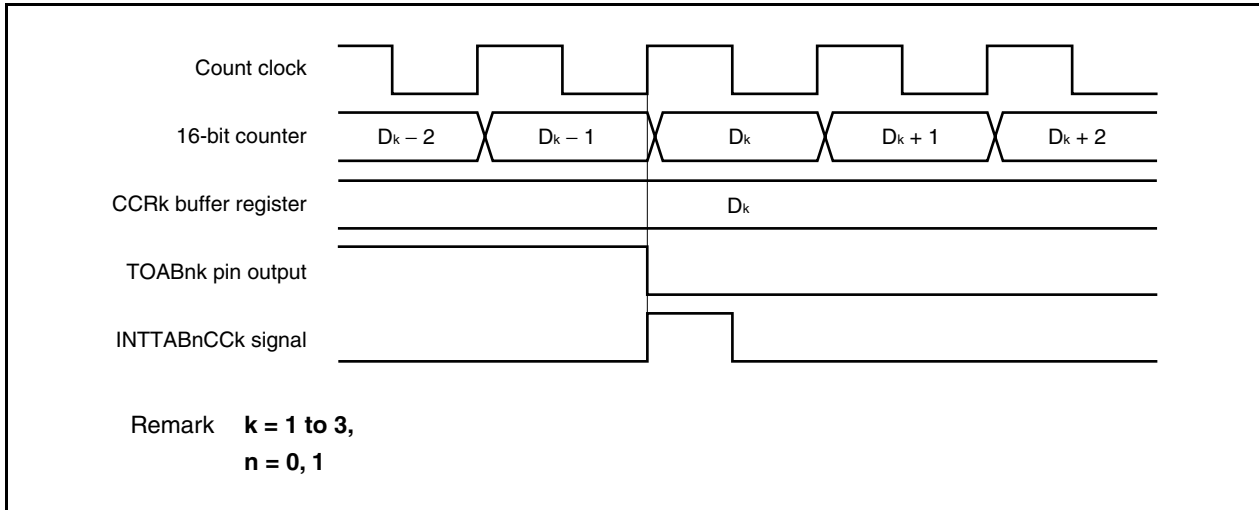 Count clock
16-bit counter
Dk − 2
Dk − 1
Dk
Dk + 1
Dk + 2
CCRk buffer register
Dk
TOABnk pin output
INTTABnCCk signal
Remark k = 1 to 3,
n = 0, 1